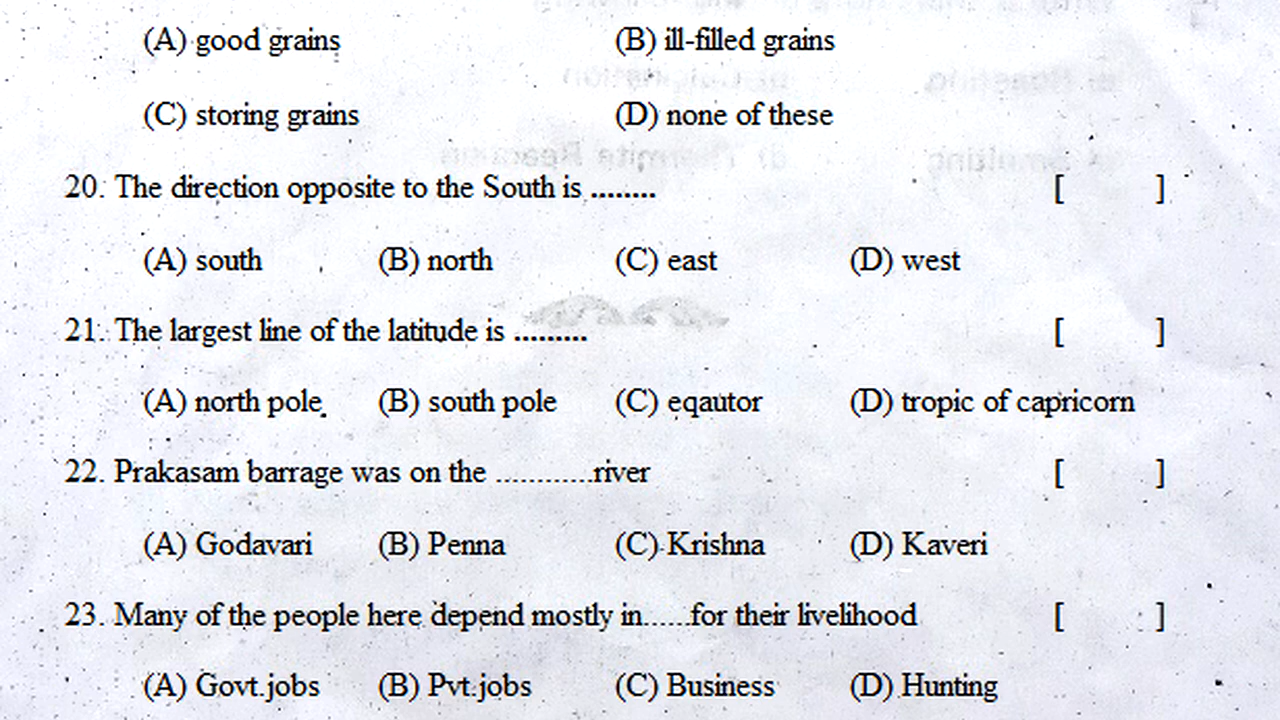 (A) good grains (B) ill-filled grains
(C) storing grains (D) none of these
20. The direction opposite to the South is ........ [ ]
(A) south (B) north (C) east (D) west
21. The largest line of the latitude is ......... [ ]
(A) north pole (B) south pole (C) eqautor (D) tropic of capricorn
22. Prakasam barrage was on the ............river [ ]
(A) Godavari (B) Penna (C) Krishna (D) Kaveri
23. Many of the people here depend mostly in......for their livelihood [ ]
(A) Govt.jobs (B) Pvt.jobs (C) Business (D) Hunting